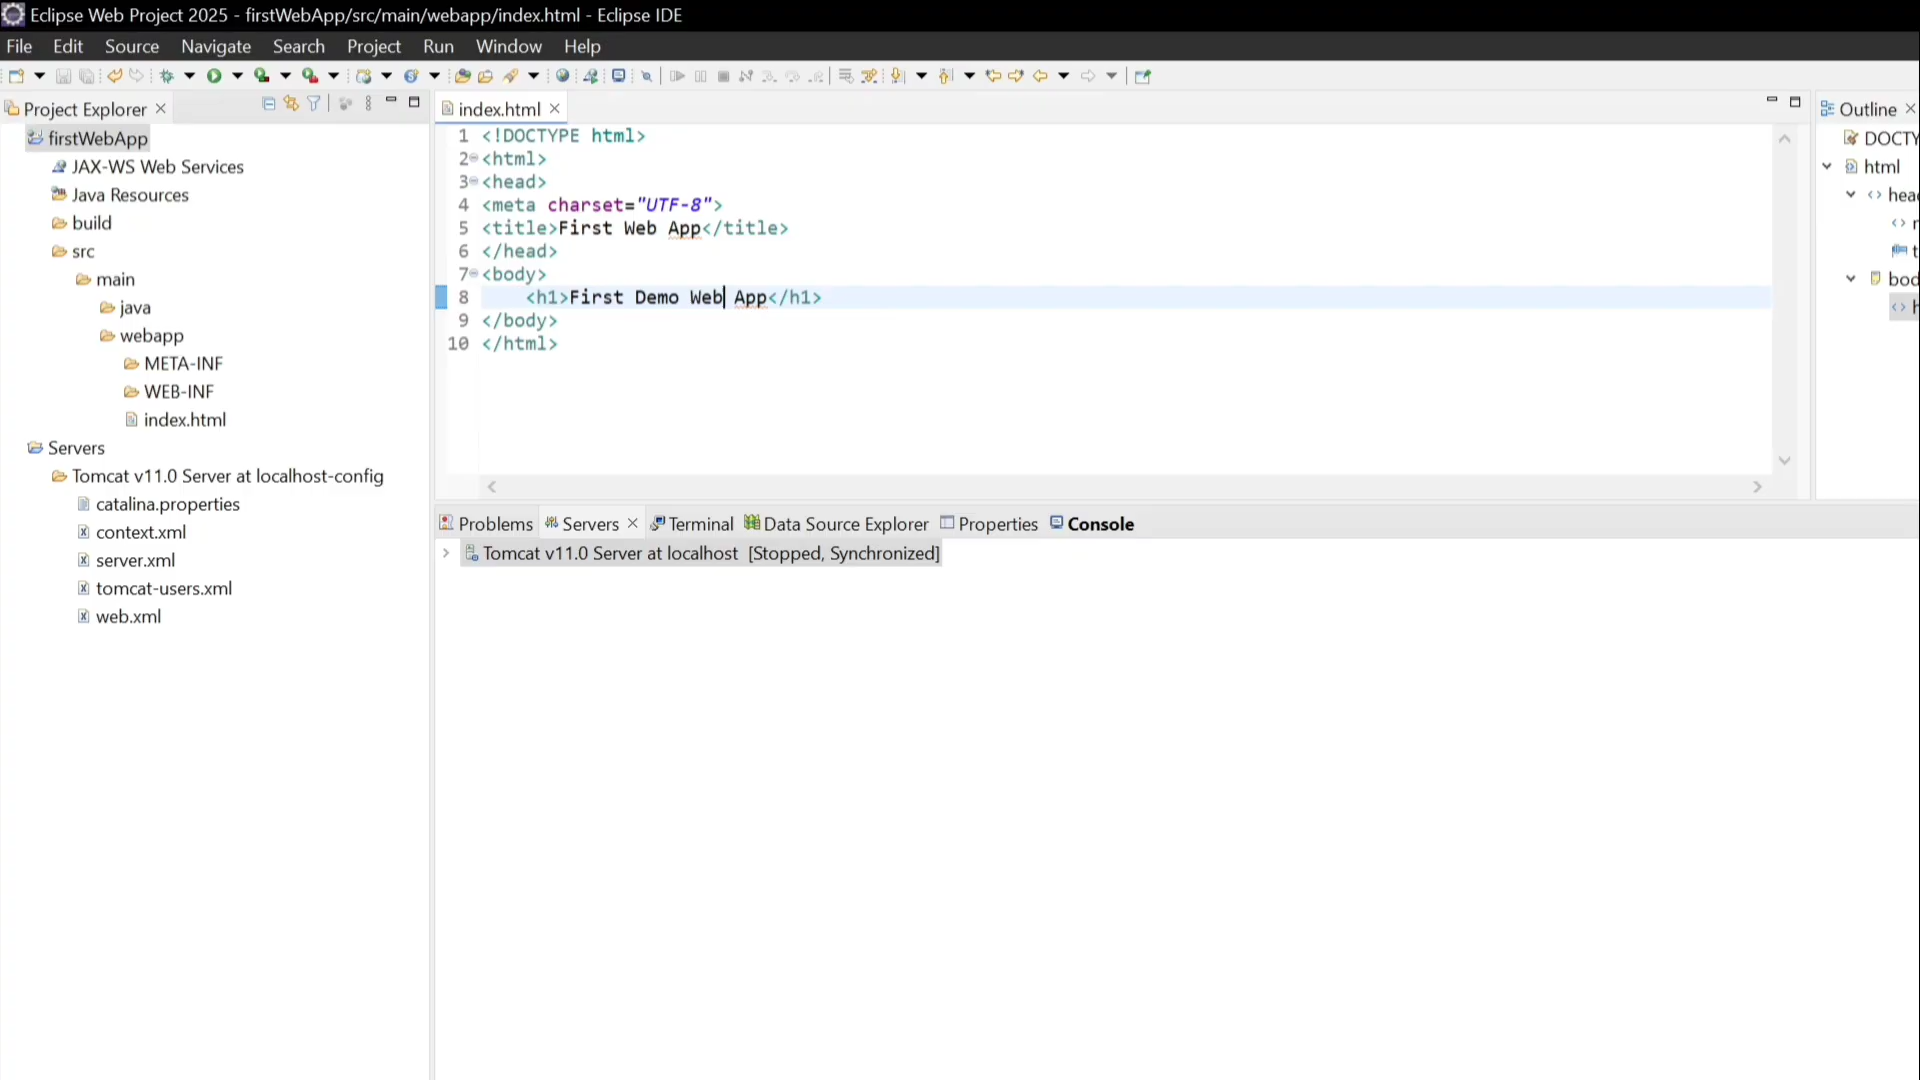 Eclipse Web Project 2025 - firstWebApp/src/main/webapp/index.html - Eclipse IDE
File Edit Source Navigate Search Project Run Window Help
Project Explorer
firstWebApp
JAX-WS Web Services
Java Resources
build
src
main
java
webapp
META-INF
WEB-INF
index.html
Servers
Tomcat v11.0 Server at localhost-config
catalina.properties
context.xml
server.xml
tomcat-users.xml
web.xml
index.html
1 <!DOCTYPE html>
2 <html>
3 <head>
4 <meta charset="UTF-8">
5 <title>First Web App</title>
6 </head>
7 <body>
8 <h1>First Demo Web App</h1>
9 </body>
10 </html>
Outline
DOCTY
html
hea
bod
Problems Servers Terminal Data Source Explorer Properties Console
Tomcat v11.0 Server at localhost [Stopped, Synchronized]